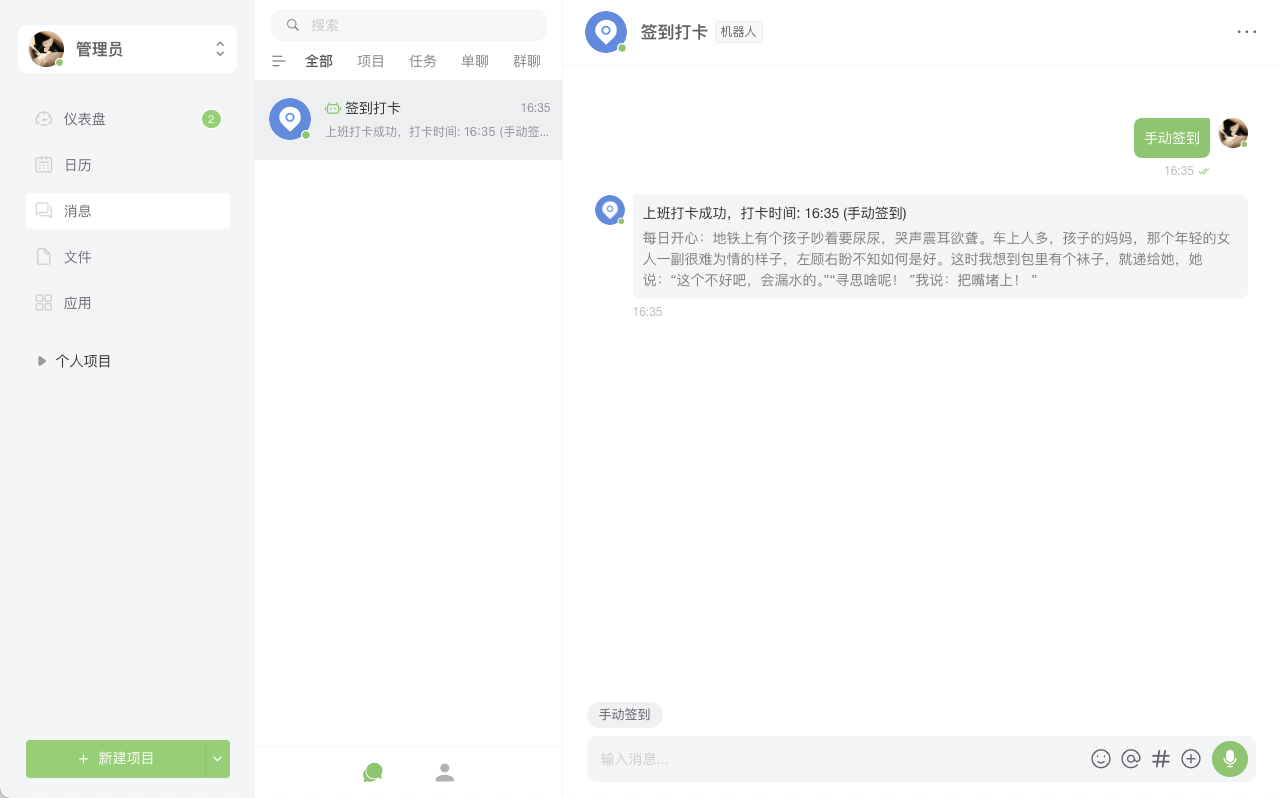 管理员
仪表盘
2
日历
消息
文件
应用
个人项目
新建项目
搜索
全部 项目 任务 单聊 群聊
签到打卡 16:35
上班打卡成功，打卡时间: 16:35 (手动签...
签到打卡 机器人
手动签到
16:35
上班打卡成功，打卡时间: 16:35 (手动签到)
每日开心：地铁上有个孩子吵着要尿尿，哭声震耳欲聋。车上人多，孩子的妈妈，那个年轻的女
人一副很难为情的样子，左顾右盼不知如何是好。这时我想到包里有个袜子，就递给她，她
说：“这个不好吧，会漏水的。”“寻思啥呢！”我说：把嘴堵上！”
16:35
手动签到
输入消息...